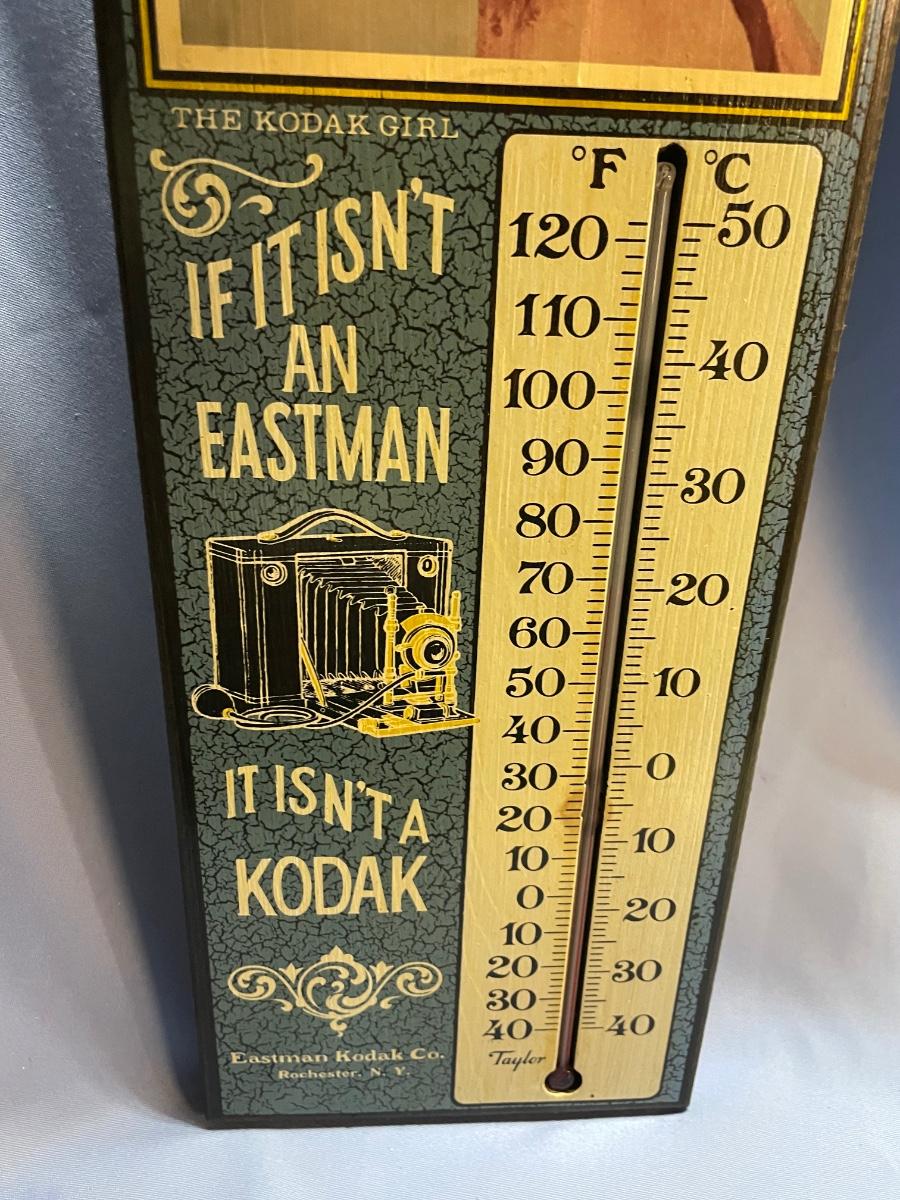 THE KODAK GIRL
IF IT ISN'T
AN
EASTMAN
IT ISN'T A
KODAK
Eastman Kodak Co.
Rochester, N. Y.
°F °C
120 50
110
100 40
90
80 30
70
60 20
50 10
40
30 0
20
10 10
0 20
10
20 30
30
40 40
Taylor